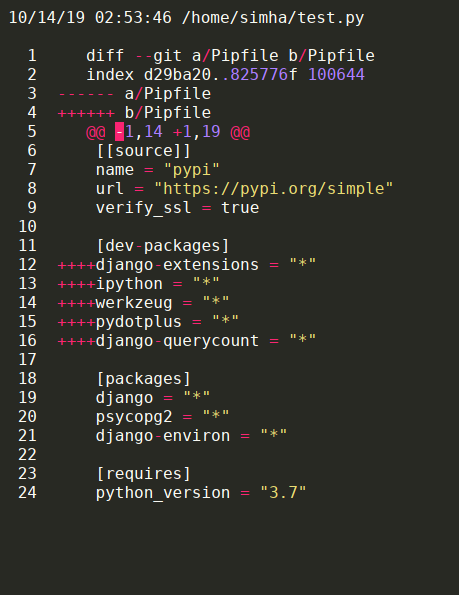 10/14/19 02:53:46 /home/simha/test.py
1 diff --git a/Pipfile b/Pipfile
2 index d29ba20..825776f 100644
3 ------ a/Pipfile
4 ++++++ b/Pipfile
5 @@ -1,14 +1,19 @@
6 [[source]]
7 name = "pypi"
8 url = "https://pypi.org/simple"
9 verify_ssl = true
10
11 [dev-packages]
12 ++++django-extensions = "*"
13 ++++ipython = "*"
14 ++++werkzeug = "*"
15 ++++pydotplus = "*"
16 ++++django-querycount = "*"
17
18 [packages]
19 django = "*"
20 psycopg2 = "*"
21 django-environ = "*"
22
23 [requires]
24 python_version = "3.7"